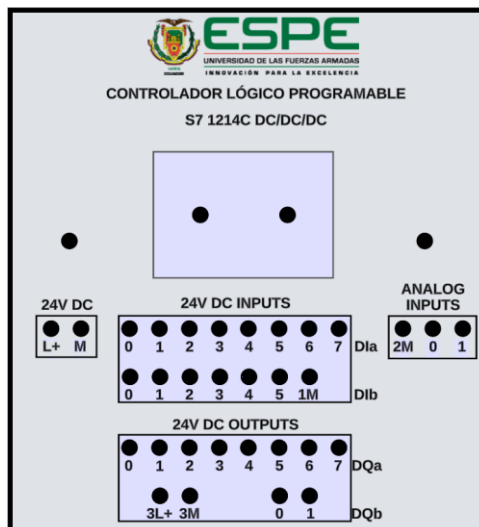 ESPE
UNIVERSIDAD DE LAS FUERZAS ARMADAS
INNOVACIÓN PARA LA EXCELENCIA
CONTROLADOR LÓGICO PROGRAMABLE
S7 1214C DC/DC/DC
24V DC
L+ M
24V DC INPUTS
0 1 2 3 4 5 6 7 DIa
0 1 2 3 4 5 1M DIb
ANALOG
INPUTS
2M 0 1
24V DC OUTPUTS
0 1 2 3 4 5 6 7 DQa
3L+ 3M 0 1 DQb